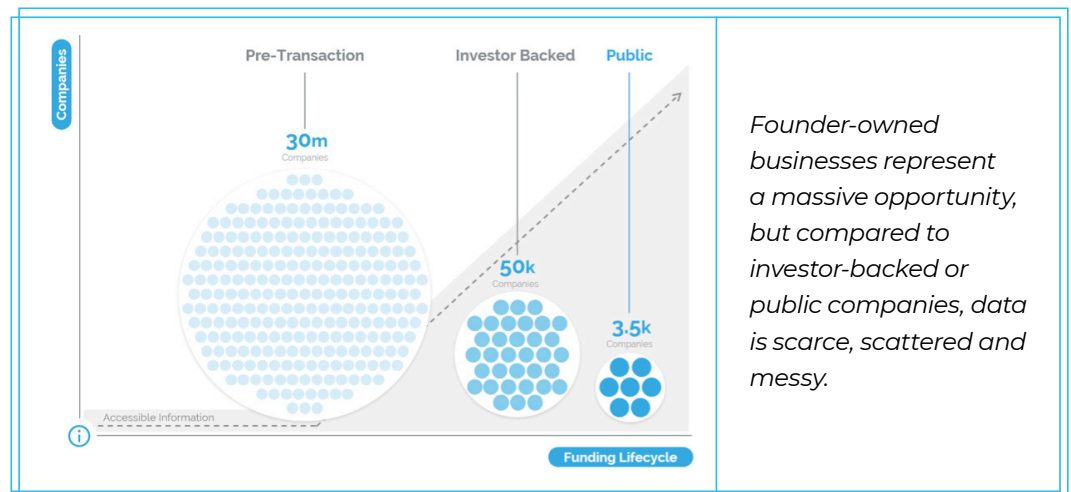 Companies
Pre-Transaction
Investor Backed
Public
30m
Companies
50k
Companies
3.5k
Companies
Accessible Information
i
Funding Lifecycle
Founder-owned
businesses represent
a massive opportunity,
but compared to
investor-backed or
public companies, data
is scarce, scattered and
messy.